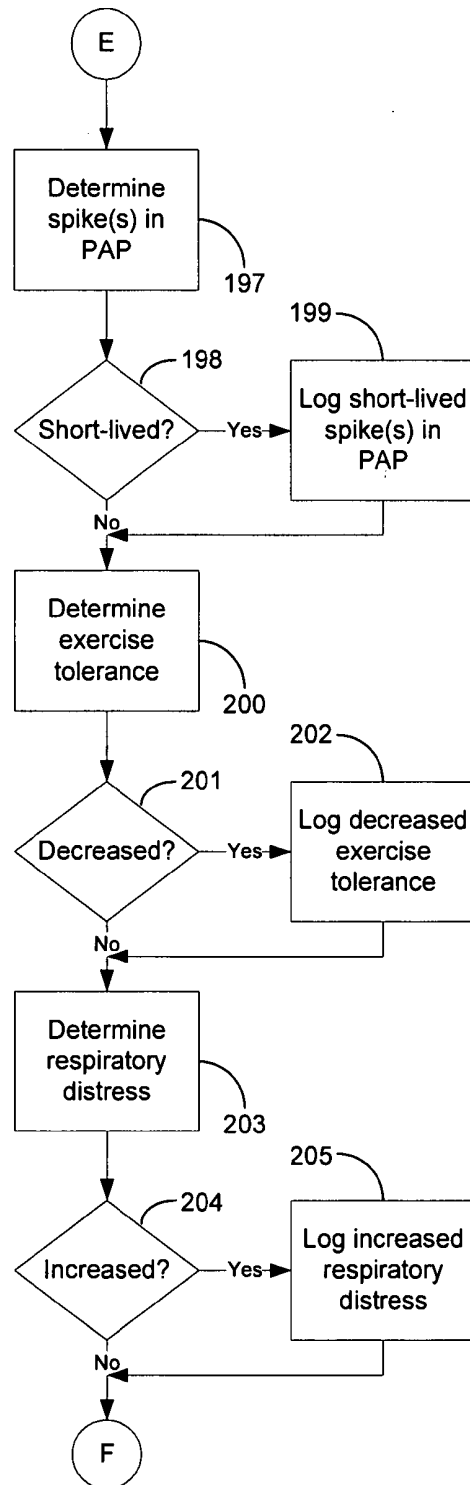 E
Determine
spike(s) in
PAP
197
198
199
Short-lived?
Yes
Log short-lived
spike(s) in
PAP
No
Determine
exercise
tolerance
200
201
202
Decreased?
Yes
Log decreased
exercise
tolerance
No
Determine
respiratory
distress
203
204
205
Increased?
Yes
Log increased
respiratory
distress
No
F